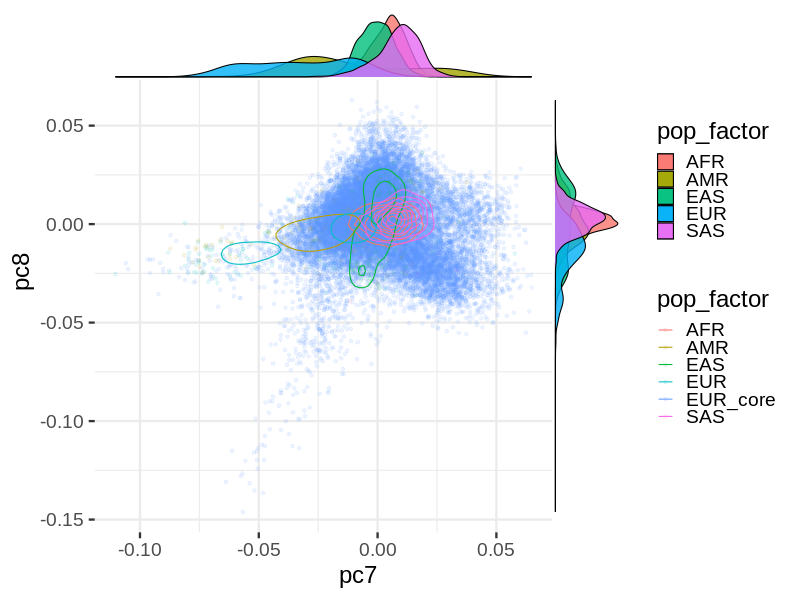 pop_factor
AFR
AMR
EAS
EUR
SAS
pop_factor
AFR
AMR
EAS
EUR
EUR_core
SAS
0.05
0.00
-0.05
-0.10
-0.15
pc8
-0.10
-0.05
0.00
0.05
pc7